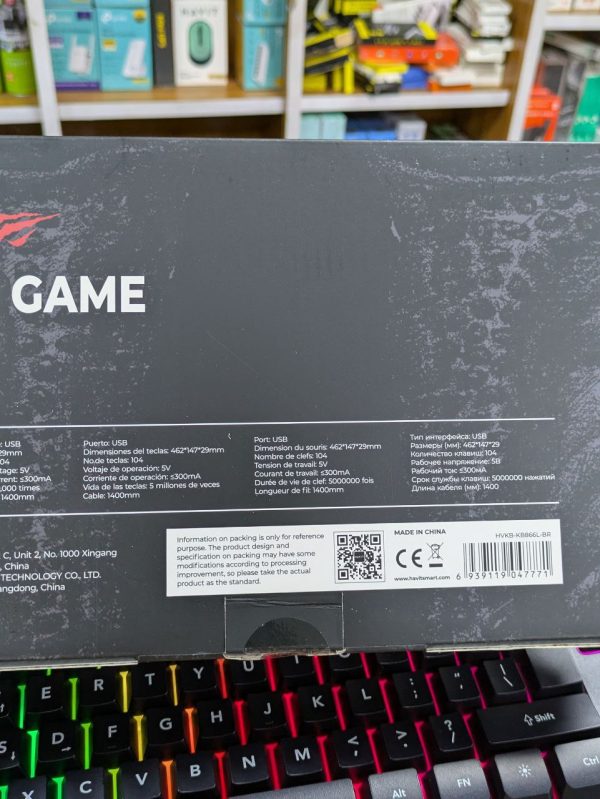 HAVIT
GAME
: USB
29mm
104
tage: 5V
rent: ≤300mA
000 times
1400mm
Puerto: USB
Dimensiones del teclas: 462*147*29mm
No.de teclas: 104
Voltaje de operación: 5V
Corriente de operación: ≤300mA
Vida de las teclas: 5 millones de veces
Cable: 1400mm
Port: USB
Dimension du souris: 462*147*29mm
Nombre de clefs: 104
Tension de travail: 5V
Courant de travail: ≤300mA
Durée de vie de clef: 5000000 fois
Longueur de fil: 1400mm
Тип интерфейса: USB
Размеры (мм): 462*147*29
Количество клавиш: 104
Рабочее напряжение: 5В
Рабочий ток: ≤300мА
Срок службы клавиш: 5000000 нажатий
Длина кабеля (мм): 1400
C, Unit 2, No. 1000 Xingang
, China
TECHNOLOGY CO., LTD.
angdong, China
Information on packing is only for reference
purpose. The product design and
specification on packing may have some
modifications according to processing
improvement, so please take the actual
product as the standard.
MADE IN CHINA
CE
www.havitsmart.com
HVKB-KB866L-BR
6 939119 047771
E R T Y
D F G H J K L : ; " '
X C V B N M < , > . ? / Shift
Alt FN Ctrl